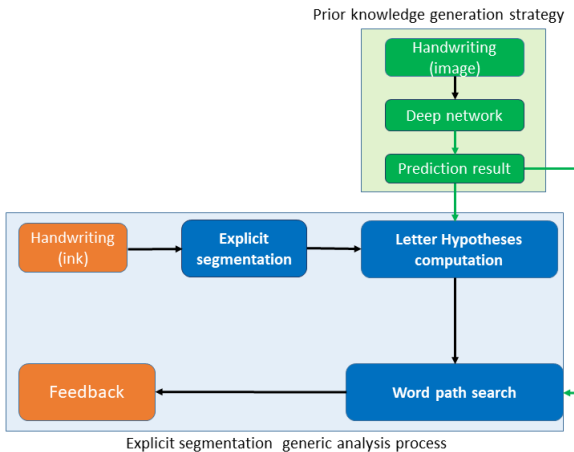 Prior knowledge generation strategy
Handwriting
(image)
Deep network
Prediction result
Handwriting
(ink)
Explicit
segmentation
Letter Hypotheses
computation
Feedback
Word path search
Explicit segmentation generic analysis process